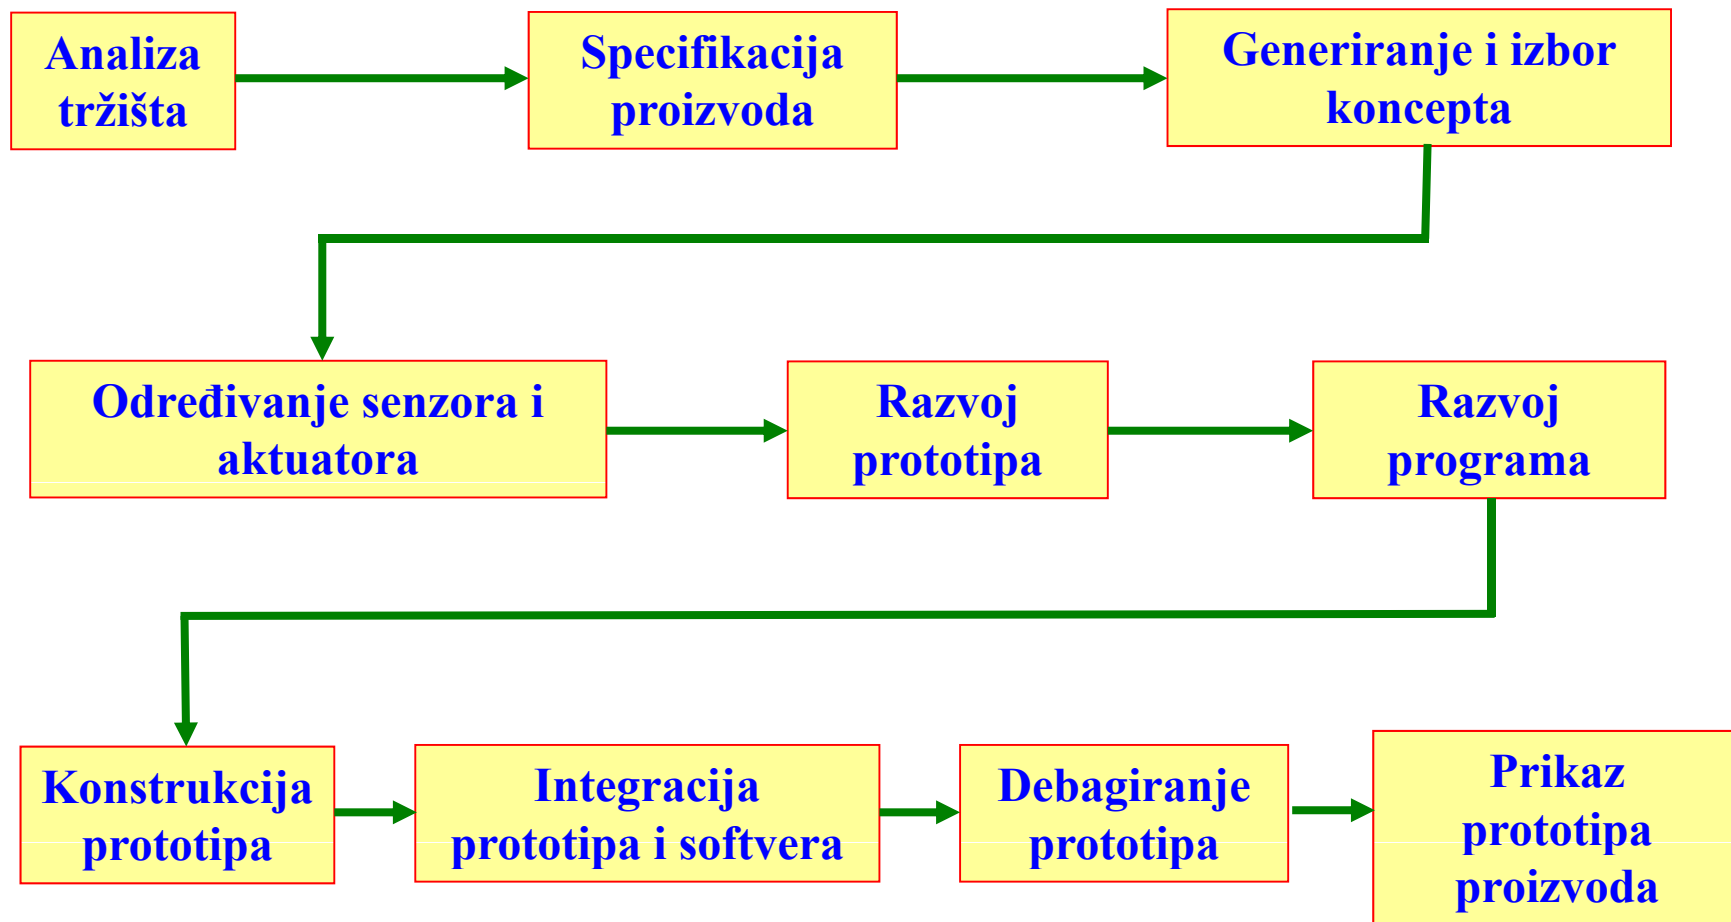 Analiza
tržišta
Specifikacija
proizvoda
Generiranje i izbor
koncepta
Određivanje senzora i
aktuatora
Razvoj
prototipa
Razvoj
programa
Konstrukcija
prototipa
Integracija
prototipa i softvera
Debagiranje
prototipa
Prikaz
prototipa
proizvoda